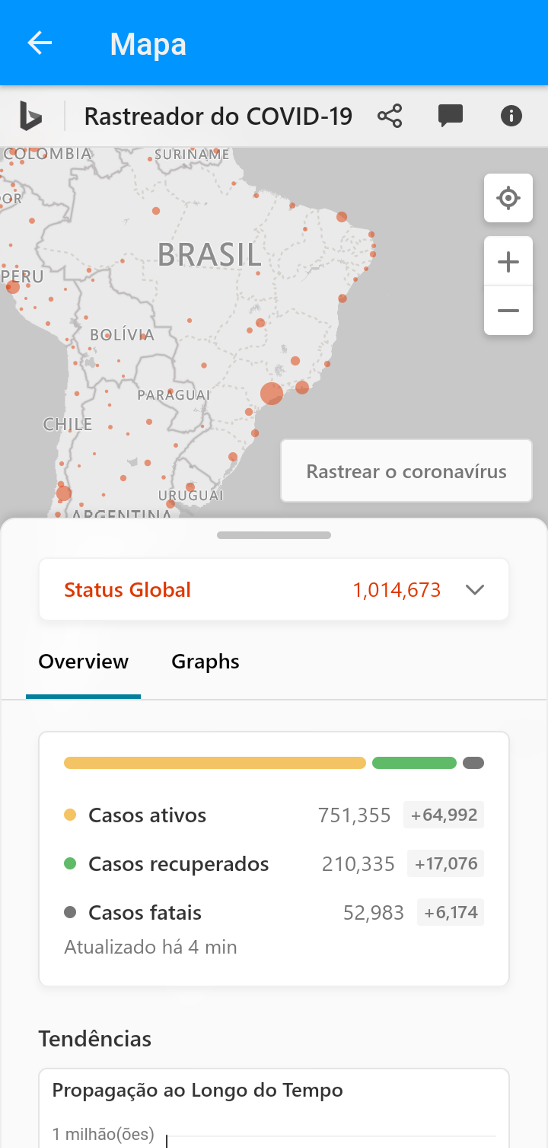 Mapa
Rastreador do COVID-19
COLOMBIA
SURINAME
OR
BRASIL
PERU
BOLÍVIA
PARAGUAI
CHILE
Rastrear o coronavírus
URUGUAI
ARGENTINA
Status Global 1,014,673
Overview Graphs
Casos ativos 751,355 +64,992
Casos recuperados 210,335 +17,076
Casos fatais 52,983 +6,174
Atualizado há 4 min
Tendências
Propagação ao Longo do Tempo
1 milhão(ões)